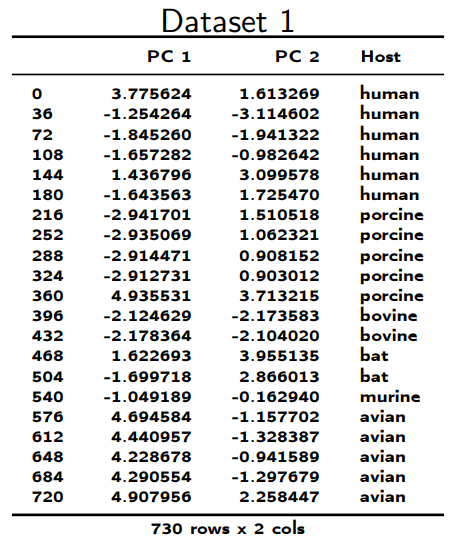 Dataset 1
PC 1 PC 2 Host
0 3.775624 1.613269 human
36 -1.254264 -3.114602 human
72 -1.845260 -1.941322 human
108 -1.657282 -0.982642 human
144 1.436796 3.099578 human
180 -1.643563 1.725470 human
216 -2.941701 1.510518 porcine
252 -2.935069 1.062321 porcine
288 -2.914471 0.908152 porcine
324 -2.912731 0.903012 porcine
360 4.935531 3.713215 porcine
396 -2.124629 -2.173583 bovine
432 -2.178364 -2.104020 bovine
468 1.622693 3.955135 bat
504 -1.699718 2.866013 bat
540 -1.049189 -0.162940 murine
576 4.694584 -1.157702 avian
612 4.440957 -1.328387 avian
648 4.228678 -0.941589 avian
684 4.290554 -1.297679 avian
720 4.907956 2.258447 avian
730 rows x 2 cols